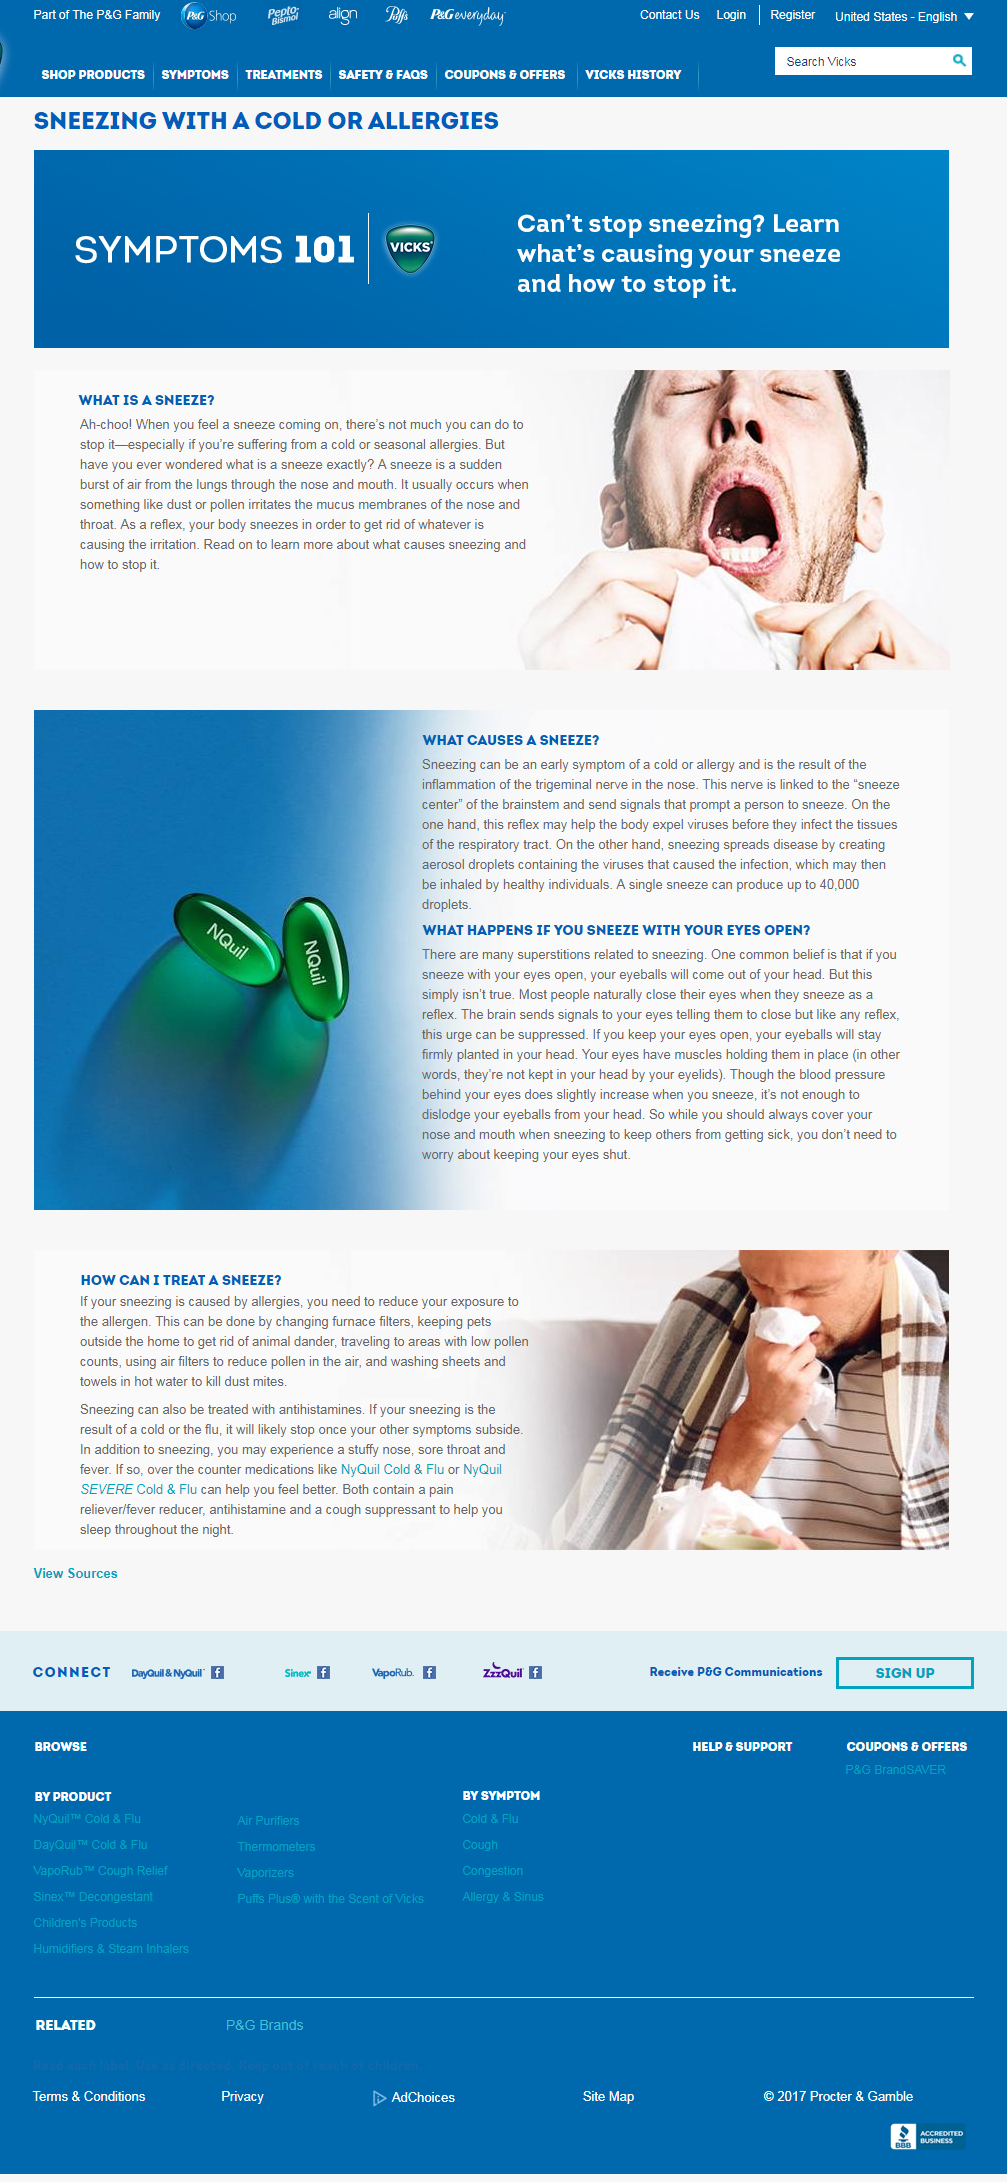 Part of The P&G Family
P&G Shop
Pepto Bismol
align
Puffs
P&G everyday
Contact Us
Login
Register
United States - English
SHOP PRODUCTS
SYMPTOMS
TREATMENTS
SAFETY & FAQS
COUPONS & OFFERS
VICKS HISTORY
Search Vicks
SNEEZING WITH A COLD OR ALLERGIES
SYMPTOMS 101
VICKS
Can't stop sneezing? Learn
what's causing your sneeze
and how to stop it.
WHAT IS A SNEEZE?
Ah-choo! When you feel a sneeze coming on, there's not much you can do to
stop it—especially if you're suffering from a cold or seasonal allergies. But
have you ever wondered what is a sneeze exactly? A sneeze is a sudden
burst of air from the lungs through the nose and mouth. It usually occurs when
something like dust or pollen irritates the mucus membranes of the nose and
throat. As a reflex, your body sneezes in order to get rid of whatever is
causing the irritation. Read on to learn more about what causes sneezing and
how to stop it.
NQuil
NQuil
WHAT CAUSES A SNEEZE?
Sneezing can be an early symptom of a cold or allergy and is the result of the
inflammation of the trigeminal nerve in the nose. This nerve is linked to the “sneeze
center” of the brainstem and send signals that prompt a person to sneeze. On the
one hand, this reflex may help the body expel viruses before they infect the tissues
of the respiratory tract. On the other hand, sneezing spreads disease by creating
aerosol droplets containing the viruses that caused the infection, which may then
be inhaled by healthy individuals. A single sneeze can produce up to 40,000
droplets.
WHAT HAPPENS IF YOU SNEEZE WITH YOUR EYES OPEN?
There are many superstitions related to sneezing. One common belief is that if you
sneeze with your eyes open, your eyeballs will come out of your head. But this
simply isn't true. Most people naturally close their eyes when they sneeze as a
reflex. The brain sends signals to your eyes telling them to close but like any reflex,
this urge can be suppressed. If you keep your eyes open, your eyeballs will stay
firmly planted in your head. Your eyes have muscles holding them in place (in other
words, they're not kept in your head by your eyelids). Though the blood pressure
behind your eyes does slightly increase when you sneeze, it's not enough to
dislodge your eyeballs from your head. So while you should always cover your
nose and mouth when sneezing to keep others from getting sick, you don't need to
worry about keeping your eyes shut.
HOW CAN I TREAT A SNEEZE?
If your sneezing is caused by allergies, you need to reduce your exposure to
the allergen. This can be done by changing furnace filters, keeping pets
outside the home to get rid of animal dander, traveling to areas with low pollen
counts, using air filters to reduce pollen in the air, and washing sheets and
towels in hot water to kill dust mites.
Sneezing can also be treated with antihistamines. If your sneezing is the
result of a cold or the flu, it will likely stop once your other symptoms subside.
In addition to sneezing, you may experience a stuffy nose, sore throat and
fever. If so, over the counter medications like NyQuil Cold & Flu or NyQuil
SEVERE Cold & Flu can help you feel better. Both contain a pain
reliever/fever reducer, antihistamine and a cough suppressant to help you
sleep throughout the night.
View Sources
CONNECT
DayQuil & NyQuil
Sinex
VapoRub.
ZzzQuil
Receive P&G Communications
SIGN UP
BROWSE
HELP & SUPPORT
COUPONS & OFFERS
P&G BrandSAVER
BY PRODUCT
NyQuil™ Cold & Flu
DayQuil™ Cold & Flu
VapoRub™ Cough Relief
Sinex™ Decongestant
Children's Products
Humidifiers & Steam Inhalers
Air Purifiers
Thermometers
Vaporizers
Puffs Plus® with the Scent of Vicks
BY SYMPTOM
Cold & Flu
Cough
Congestion
Allergy & Sinus
RELATED
P&G Brands
Read each label. Use as directed. Keep out of reach of children.
Terms & Conditions
Privacy
AdChoices
Site Map
© 2017 Procter & Gamble
BBB
ACCREDITED
BUSINESS